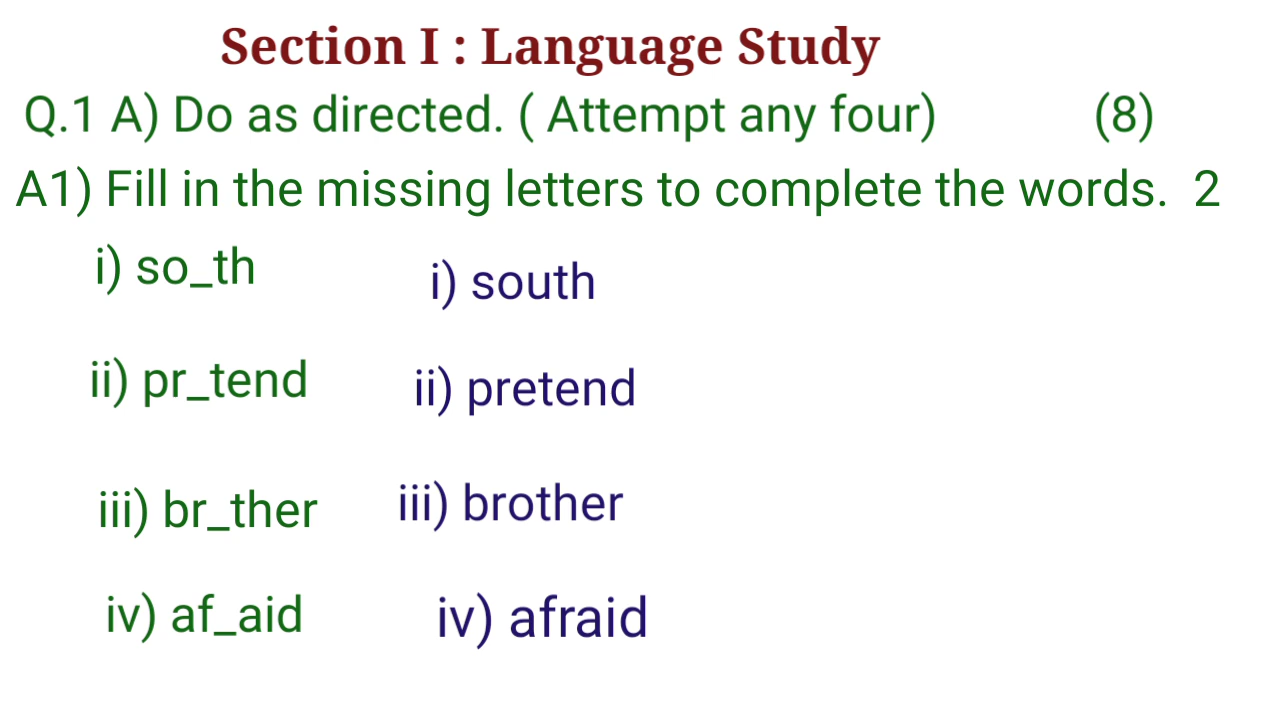 Section I : Language Study
Q.1 A) Do as directed. ( Attempt any four) (8)
A1) Fill in the missing letters to complete the words. 2
i) so_th i) south
ii) pr_tend ii) pretend
iii) br_ther iii) brother
iv) af_aid iv) afraid